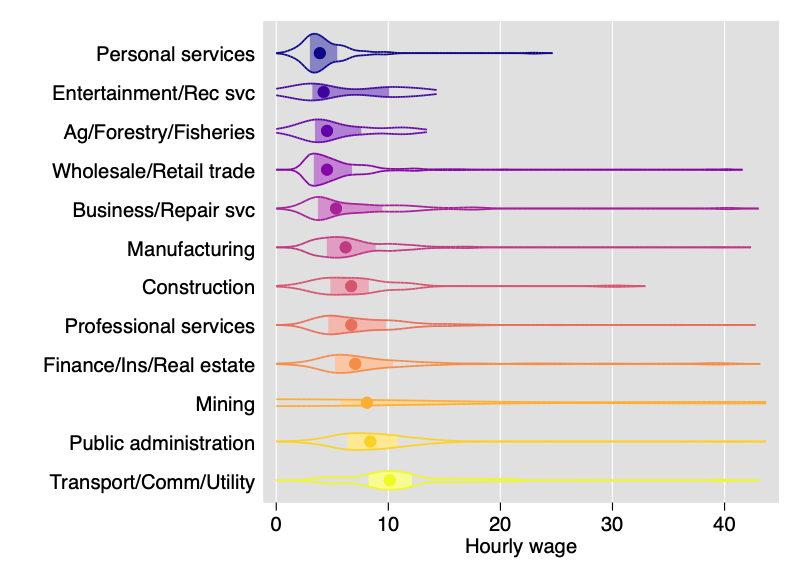 Personal services
Entertainment/Rec svc
Ag/Forestry/Fisheries
Wholesale/Retail trade
Business/Repair svc
Manufacturing
Construction
Professional services
Finance/Ins/Real estate
Mining
Public administration
Transport/Comm/Utility
0 10 20 30 40
Hourly wage